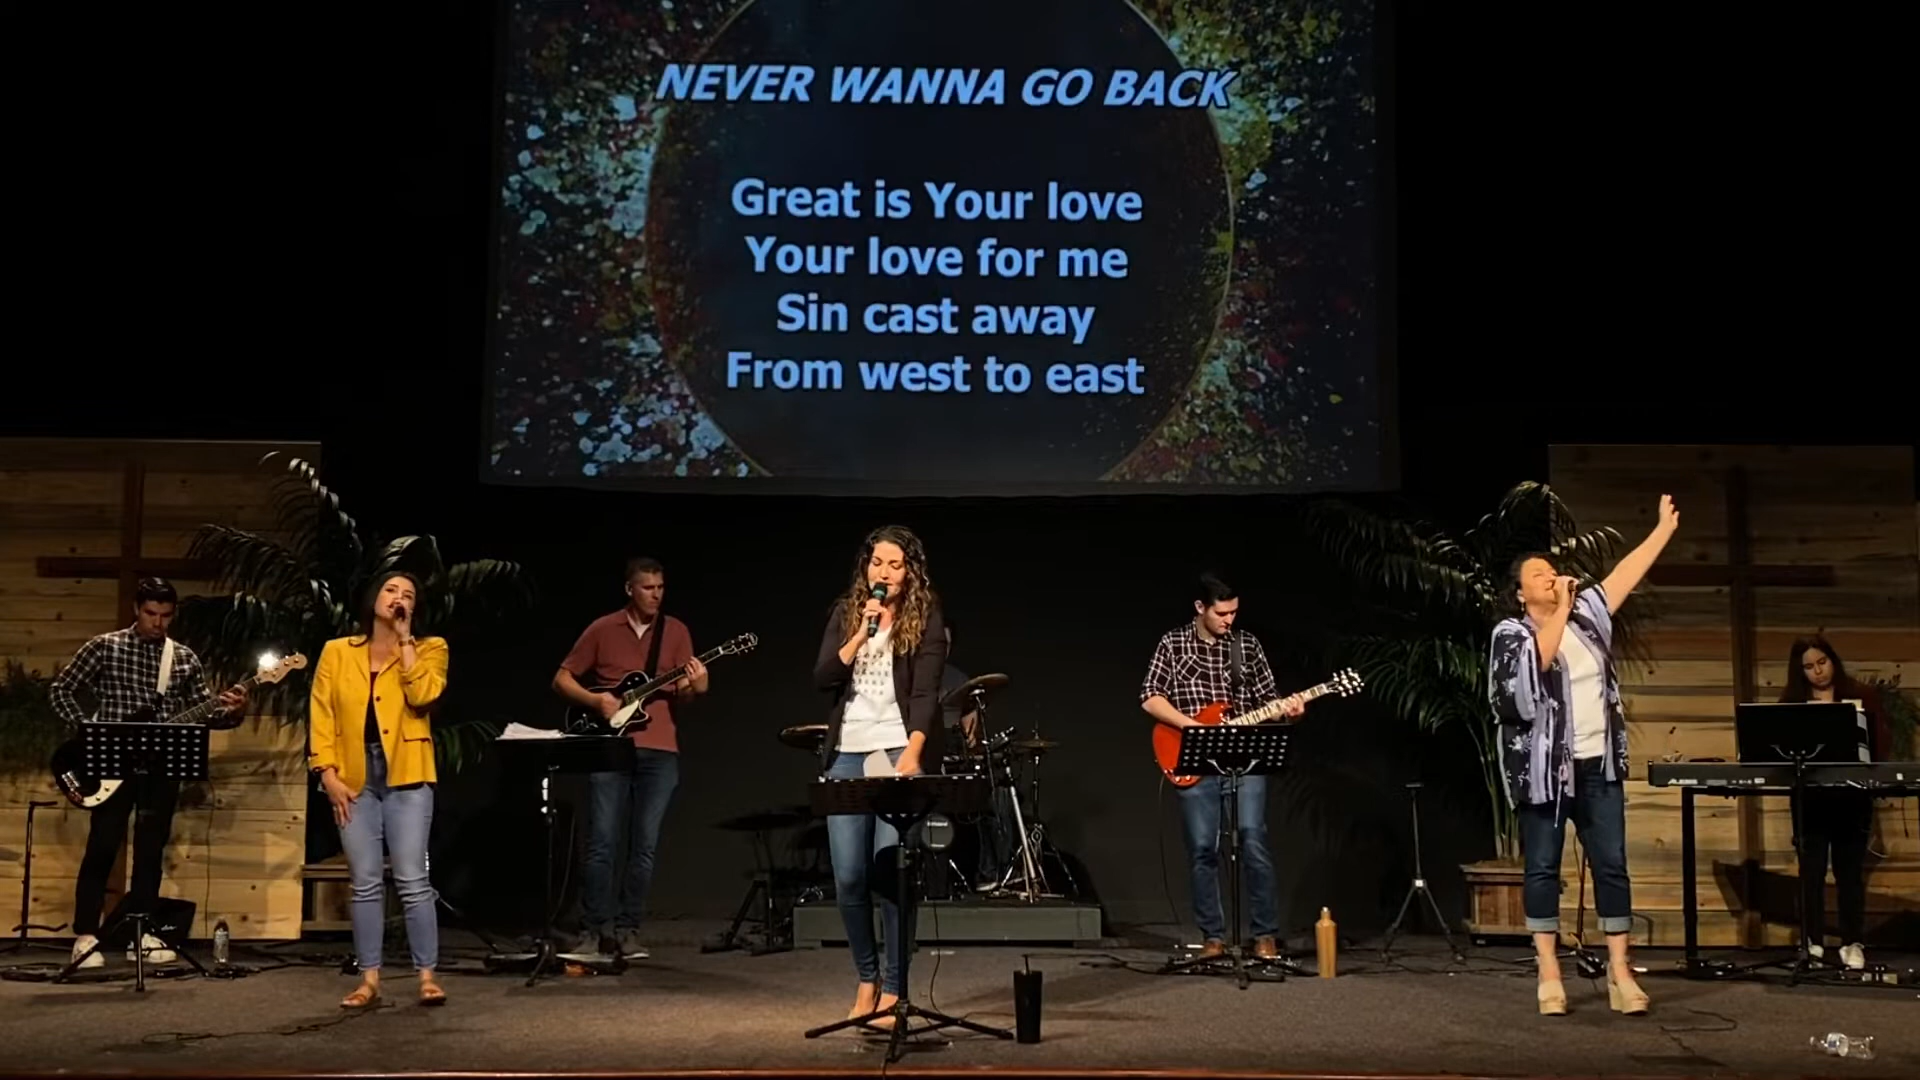 NEVER WANNA GO BACK
Great is Your love
Your love for me
Sin cast away
From west to east
ALESIS